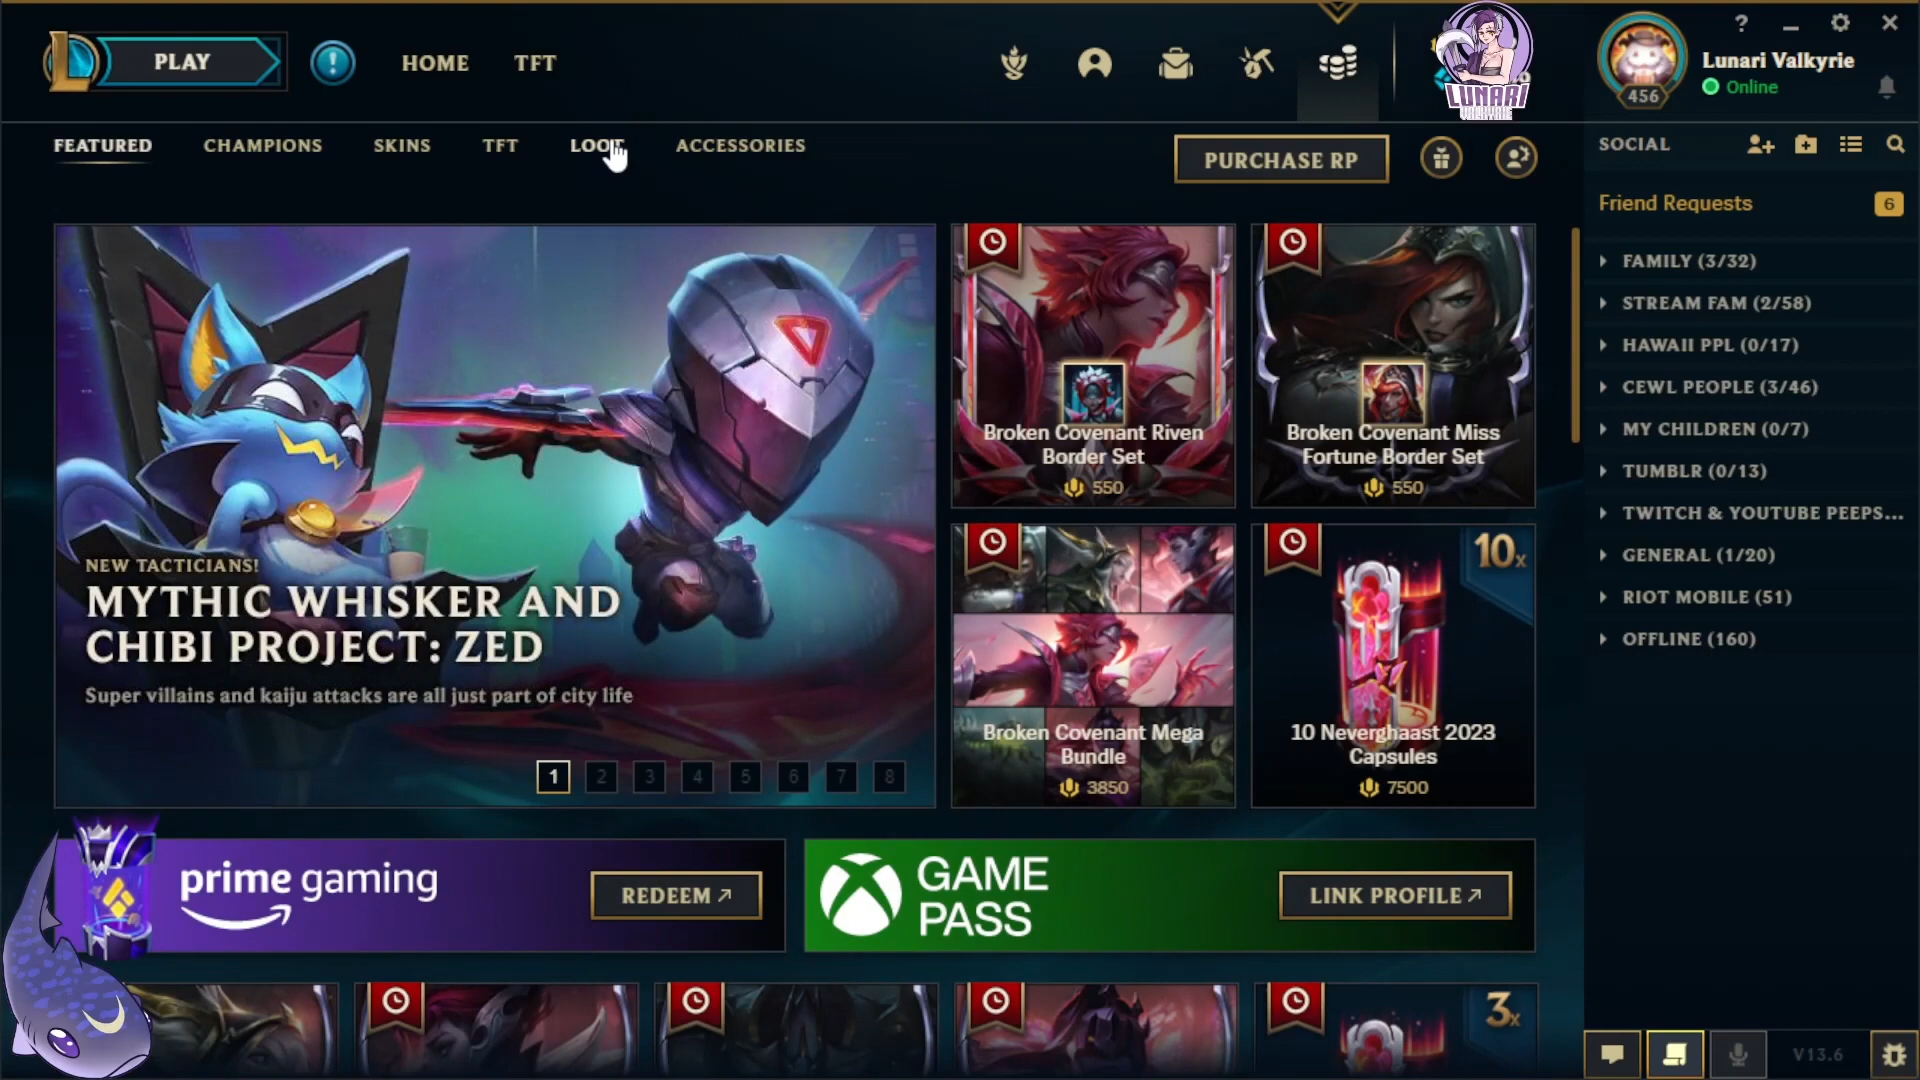 PLAY
HOME
TFT
LUNARI
VALKYRIE
456
Lunari Valkyrie
Online
FEATURED
CHAMPIONS
SKINS
TFT
LOOT
ACCESSORIES
PURCHASE RP
SOCIAL
Friend Requests
6
FAMILY (3/32)
STREAM FAM (2/58)
HAWAII PPL (0/17)
CEWL PEOPLE (3/46)
MY CHILDREN (0/7)
TUMBLR (0/13)
TWITCH & YOUTUBE PEEPS...
GENERAL (1/20)
RIOT MOBILE (51)
OFFLINE (160)
NEW TACTICIANS!
MYTHIC WHISKER AND
CHIBI PROJECT: ZED
Super villains and kaiju attacks are all just part of city life
1 2 3 4 5 6 7 8
Broken Covenant Riven
Border Set
550
Broken Covenant Miss
Fortune Border Set
550
Broken Covenant Mega
Bundle
3850
10x
10 Neverghaast 2023
Capsules
7500
prime gaming
REDEEM
GAME
PASS
LINK PROFILE
3x
V13.6